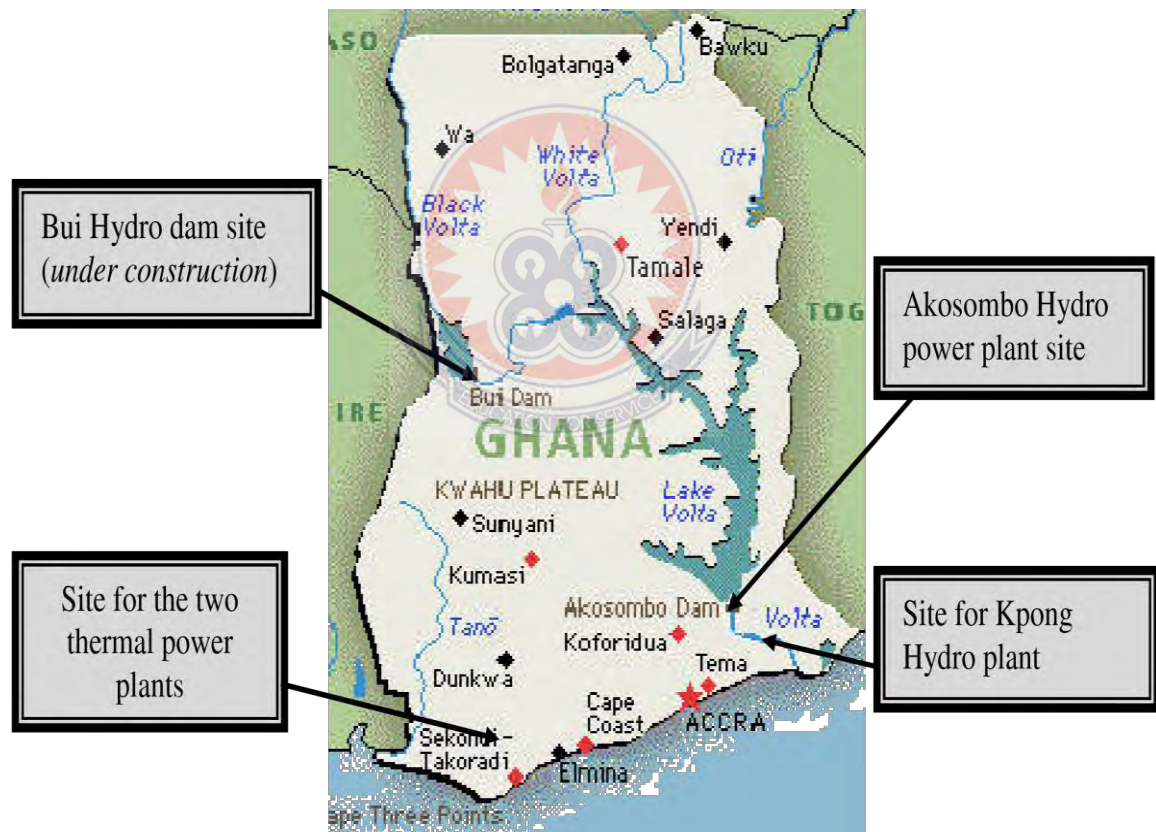 ASO
Bawku
Bolgatanga
Wa
White
Volta
Oti
Black
Volta
Yendi
Tamale
Salaga
TOG
Bui Dam
IRE
GHANA
KWAHU PLATEAU
Lake
Volta
Sunyani
Kumasi
Akosombo Dam
Volta
Koforidua
Tanō
Tema
Dunkwa
Cape
Coast
ACCRA
Sekondi-
Takoradi
Elmina
ape Three Points
Bui Hydro dam site
(under construction)
Akosombo Hydro
power plant site
Site for the two
thermal power
plants
Site for Kpong
Hydro plant